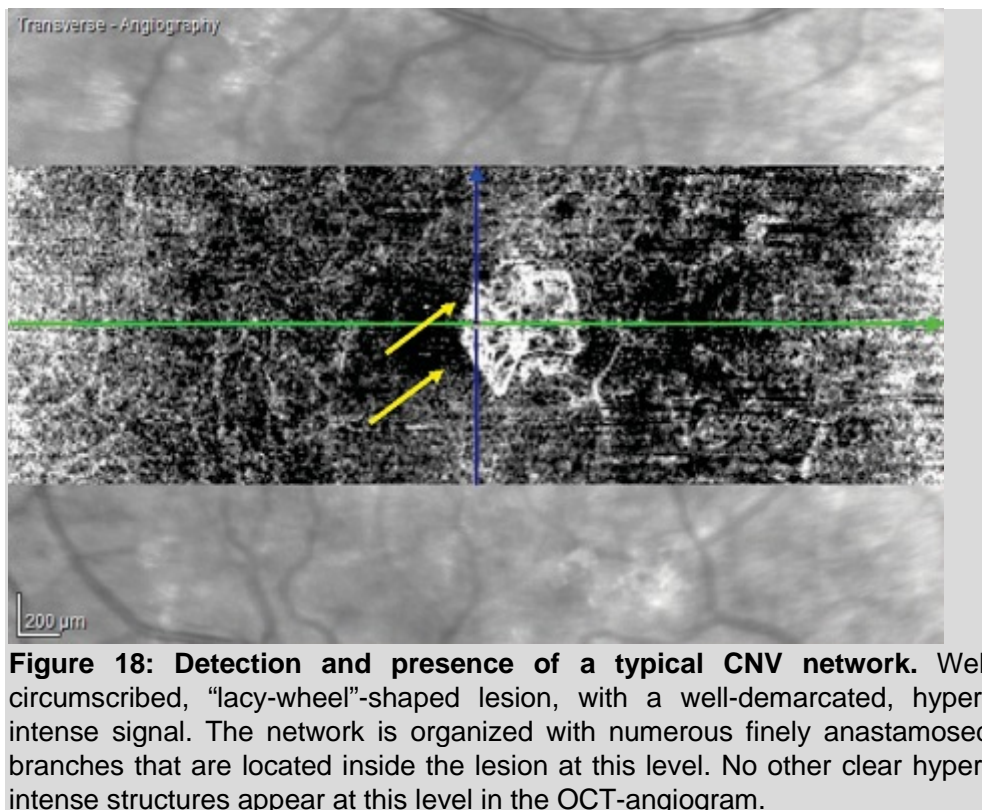 Transverse - Angiography
200 µm
Figure 18: Detection and presence of a typical CNV network. Wel
circumscribed, “lacy-wheel”-shaped lesion, with a well-demarcated, hyper
intense signal. The network is organized with numerous finely anastamosed
branches that are located inside the lesion at this level. No other clear hyper
intense structures appear at this level in the OCT-angiogram.